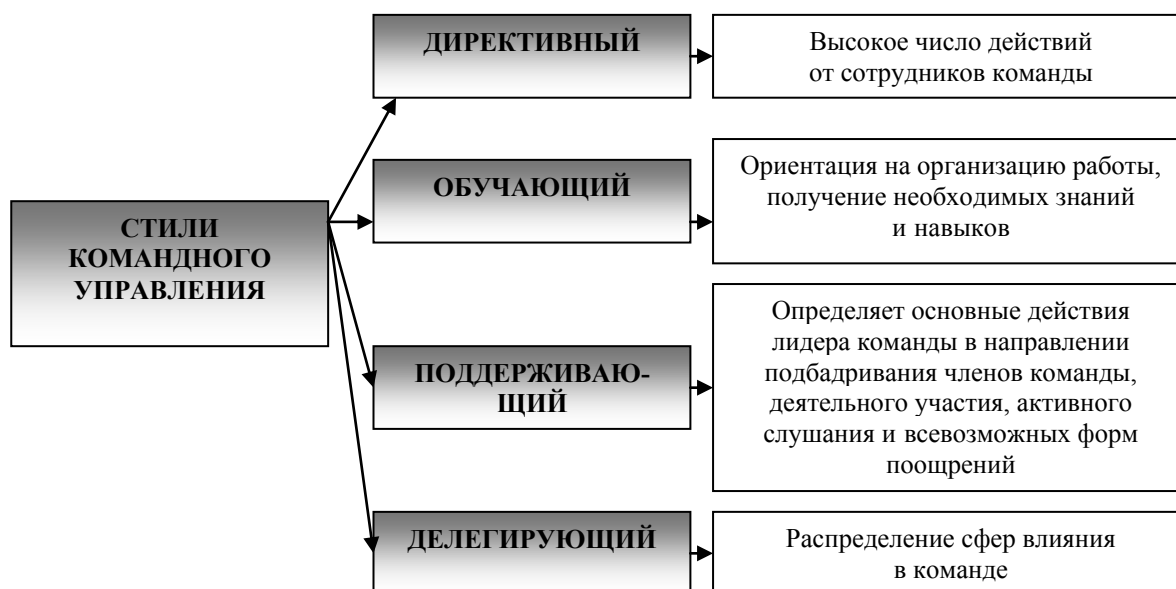 СТИЛИ
КОМАНДНОГО
УПРАВЛЕНИЯ
ДИРЕКТИВНЫЙ
Высокое число действий
от сотрудников команды
ОБУЧАЮЩИЙ
Ориентация на организацию работы,
получение необходимых знаний
и навыков
ПОДДЕРЖИВАЮ-
ЩИЙ
Определяет основные действия
лидера команды в направлении
подбадривания членов команды,
деятельного участия, активного
слушания и всевозможных форм
поощрений
ДЕЛЕГИРУЮЩИЙ
Распределение сфер влияния
в команде